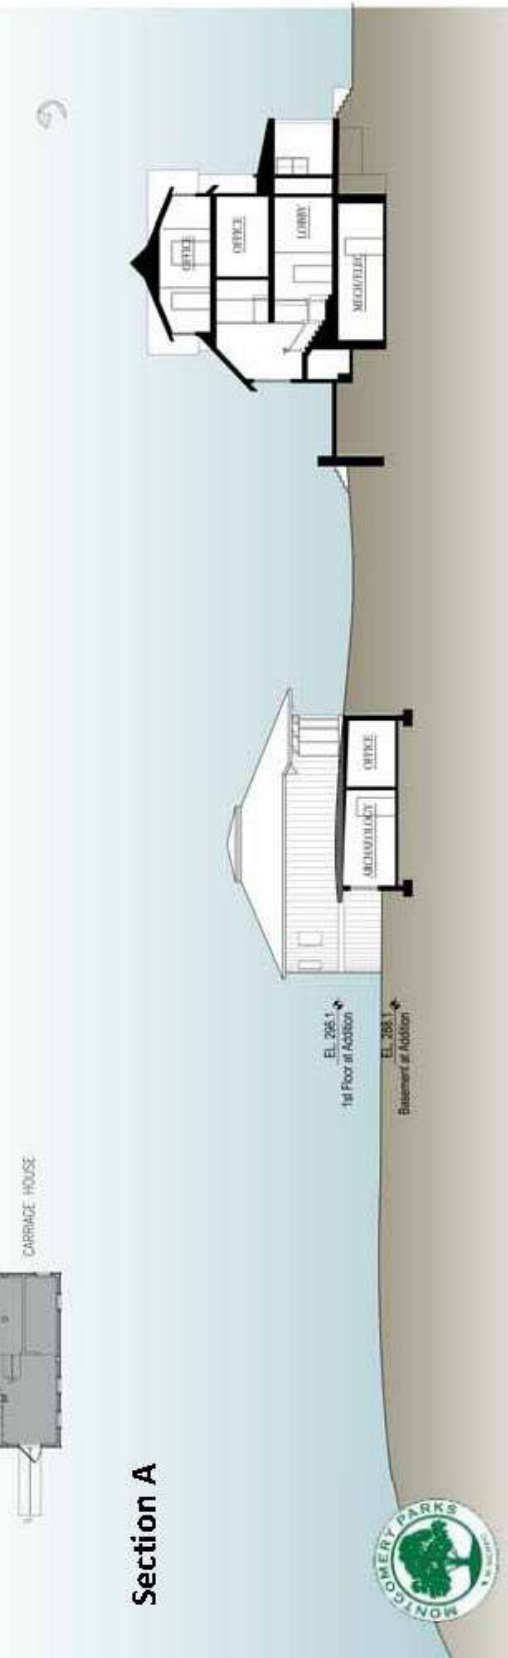 CARRIAGE HOUSE
Section A
EL. 296.1
1st Floor at Addition
EL. 288.1
Basement at Addition
ARCHAEOLOGY
OFFICE
OFFICE
OFFICE
LOBBY
MECH/ELEC
MONTGOMERY PARKS